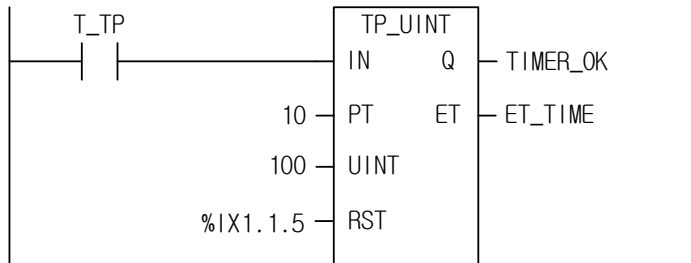 T_TP TP_UINT
IN Q TIMER_OK
10 PT ET ET_TIME
100 UINT
%IX1.1.5 RST